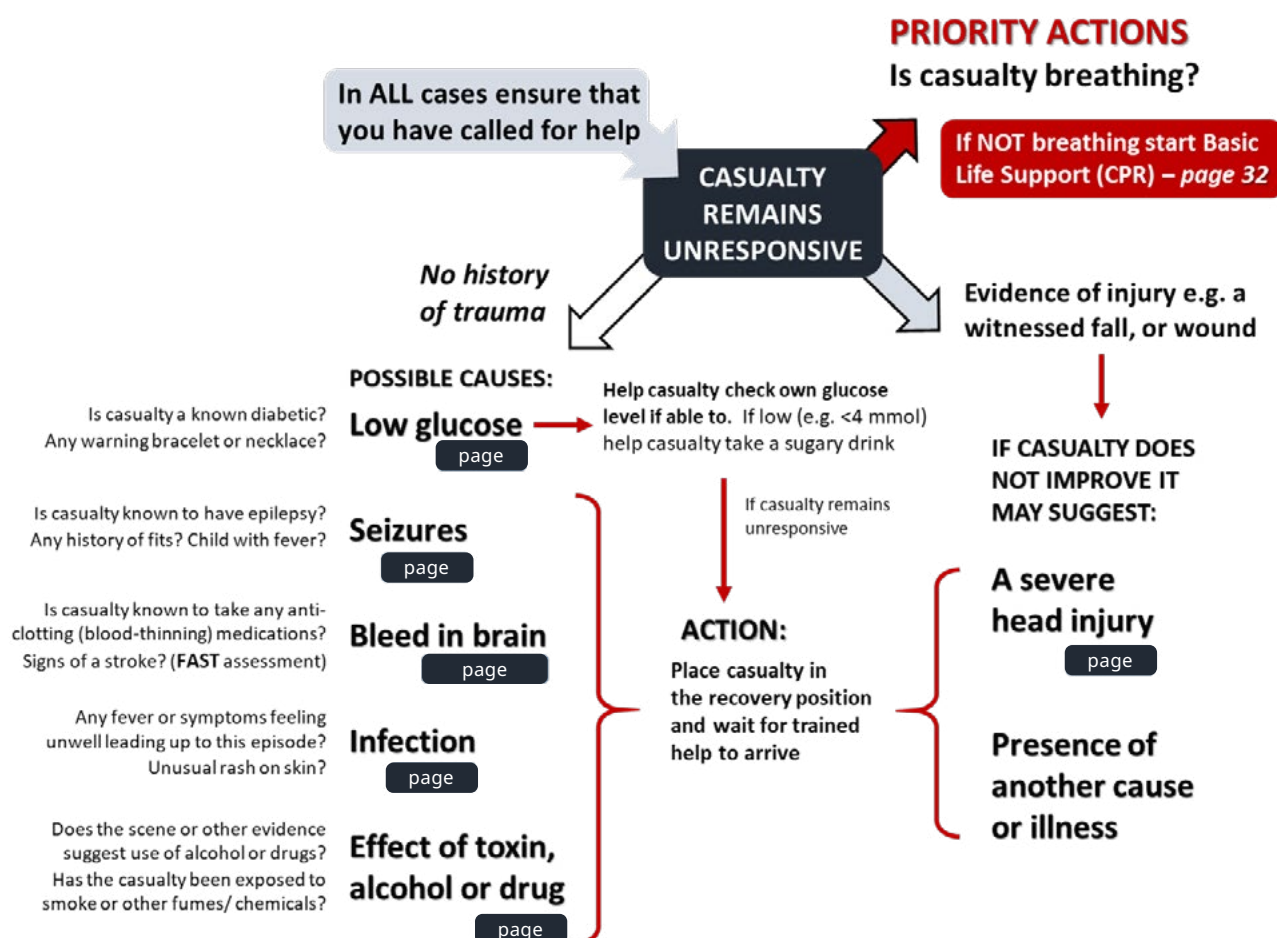 PRIORITY ACTIONS
Is casualty breathing?
In ALL cases ensure that
you have called for help
If NOT breathing start Basic
Life Support (CPR) – page 32
CASUALTY
REMAINS
UNRESPONSIVE
No history
of trauma
Evidence of injury e.g. a
witnessed fall, or wound
POSSIBLE CAUSES:
Is casualty a known diabetic?
Any warning bracelet or necklace?
Low glucose
page
Help casualty check own glucose
level if able to. If low (e.g. <4 mmol)
help casualty take a sugary drink
If casualty remains
unresponsive
Is casualty known to have epilepsy?
Any history of fits? Child with fever?
Seizures
page
Is casualty known to take any anti-
clotting (blood-thinning) medications?
Signs of a stroke? (FAST assessment)
Bleed in brain
page
Any fever or symptoms feeling
unwell leading up to this episode?
Unusual rash on skin?
Infection
page
Does the scene or other evidence
suggest use of alcohol or drugs?
Has the casualty been exposed to
smoke or other fumes/ chemicals?
Effect of toxin,
alcohol or drug
page
ACTION:
Place casualty in
the recovery position
and wait for trained
help to arrive
IF CASUALTY DOES
NOT IMPROVE IT
MAY SUGGEST:
A severe
head injury
page
Presence of
another cause
or illness